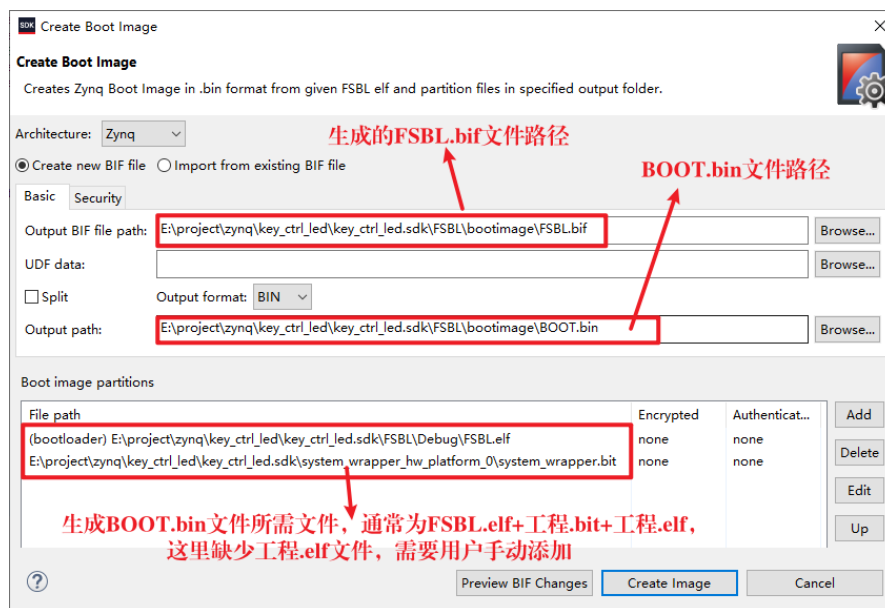 SDK Create Boot Image
Create Boot Image
Creates Zynq Boot Image in .bin format from given FSBL elf and partition files in specified output folder.
Architecture: Zynq
生成的FSBL.bif文件路径
Create new BIF file Import from existing BIF file
BOOT.bin文件路径
Basic Security
Output BIF file path: E:\project\zynq\key_ctrl_led\key_ctrl_led.sdk\FSBL\bootimage\FSBL.bif Browse...
UDF data: Browse...
Split Output format: BIN
Output path: E:\project\zynq\key_ctrl_led\key_ctrl_led.sdk\FSBL\bootimage\BOOT.bin Browse...
Boot image partitions
File path Encrypted Authenticat... Add
(bootloader) E:\project\zynq\key_ctrl_led\key_ctrl_led.sdk\FSBL\Debug\FSBL.elf none none
Delete
E:\project\zynq\key_ctrl_led\key_ctrl_led.sdk\system_wrapper_hw_platform_0\system_wrapper.bit none none
Edit
生成BOOT.bin文件所需文件，通常为FSBL.elf+工程.bit+工程.elf，
Up
这里缺少工程.elf文件，需要用户手动添加
? Preview BIF Changes Create Image Cancel